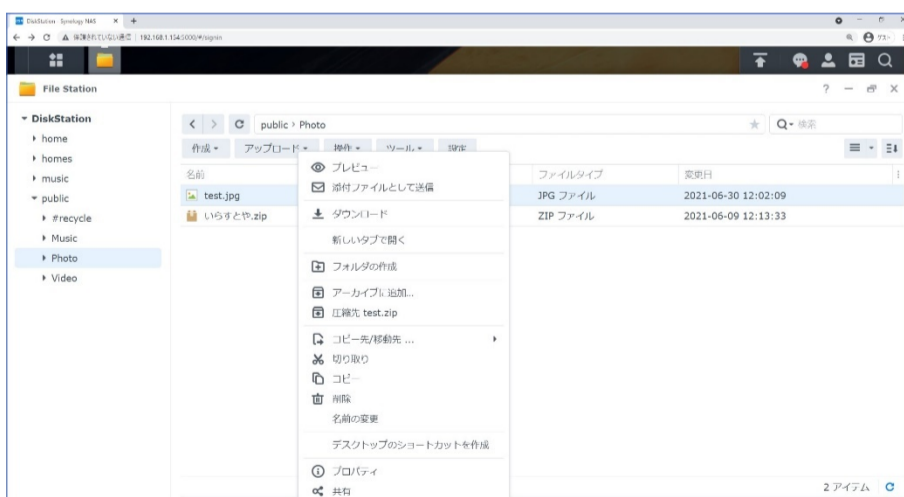 DiskStation - Synology NAS
保護されていない通信 | 192.168.1.154:5000/#/signin
File Station
DiskStation
home
homes
music
public
#recycle
Music
Photo
Video
public › Photo
検索
作成 アップロード 操作 ツール 設定
名前 ファイルタイプ 変更日
test.jpg JPG ファイル 2021-06-30 12:02:09
いらすとや.zip ZIP ファイル 2021-06-09 12:13:33
プレビュー
添付ファイルとして送信
ダウンロード
新しいタブで開く
フォルダの作成
アーカイブに追加...
圧縮先 test.zip
コピー先/移動先 ...
切り取り
コピー
削除
名前の変更
デスクトップのショートカットを作成
プロパティ
共有
2 アイテム